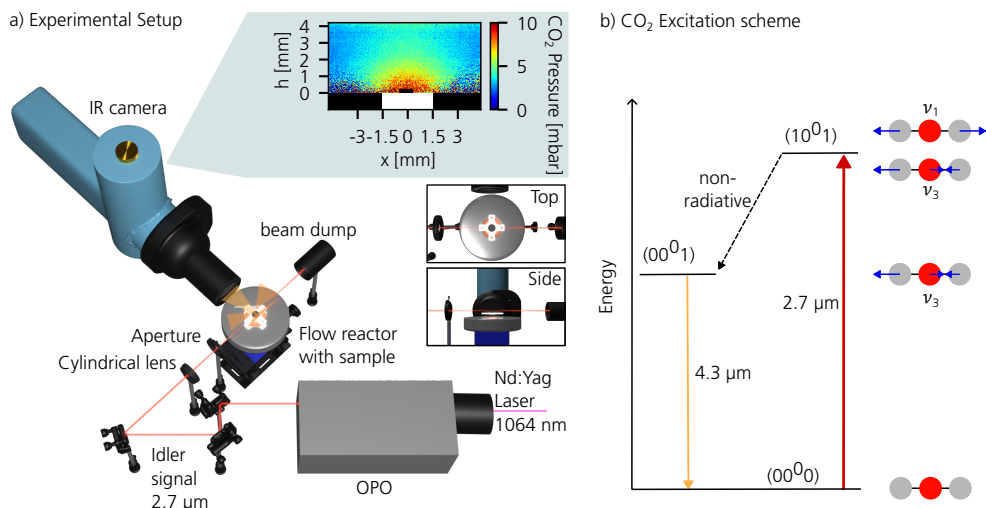 a) Experimental Setup
IR camera
4
3
2
1
0
h [mm]
-3
-1.5
0
1.5
3
x [mm]
10
5
0
CO₂ Pressure [mbar]
beam dump
Top
Side
Aperture
Cylindrical lens
Flow reactor
with sample
Nd:Yag
Laser
1064 nm
Idler
signal
2.7 µm
OPO
b) CO₂ Excitation scheme
Energy
(10⁰1)
non-
radiative
(00⁰1)
2.7 µm
4.3 µm
(00⁰0)
ν₁
ν₃
ν₃